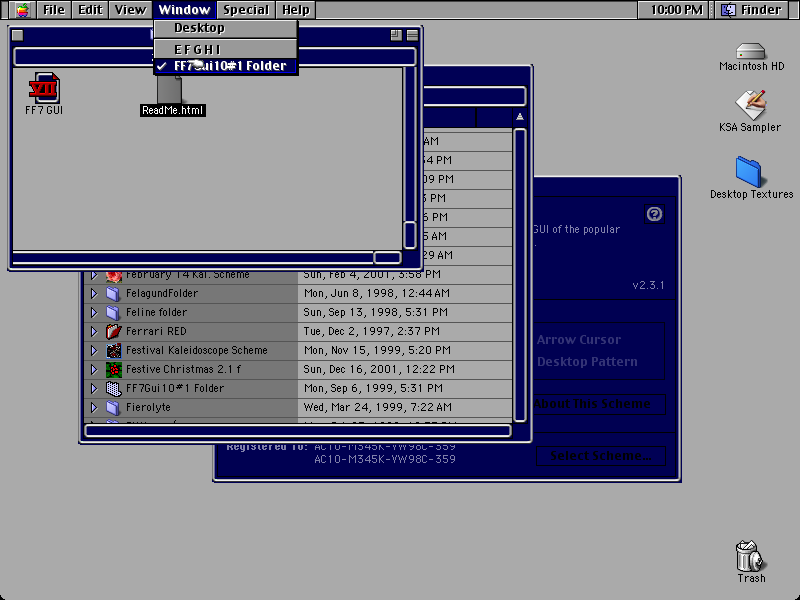 File Edit View Window Special Help 10:00 PM Finder
Desktop
E F G H I
✓ FF7Gui10#1 Folder
VII
FF7 GUI
ReadMe.html
Macintosh HD
KSA Sampler
Desktop Textures
Trash
AM
PM
09 PM
PM
PM
AM
29 AM
February 14 Kal. Scheme Sun, Feb 4, 2001, 3:58 PM
FelagundFolder Mon, Jun 8, 1998, 12:44 AM
Feline folder Sun, Sep 13, 1998, 5:31 PM
Ferrari RED Tue, Dec 2, 1997, 2:37 PM
Festival Kaleidoscope Scheme Mon, Nov 15, 1999, 5:20 PM
Festive Christmas 2.1 f Sun, Dec 16, 2001, 12:22 PM
FF7Gui10#1 Folder Mon, Sep 6, 1999, 5:31 PM
Fierolyte Wed, Mar 24, 1999, 7:22 AM
GUI of the popular
v2.3.1
Arrow Cursor
Desktop Pattern
About this Scheme
Select Scheme...
Registered To: AC10-M345K-YW98C-359
AC10-M345K-YW98C-359